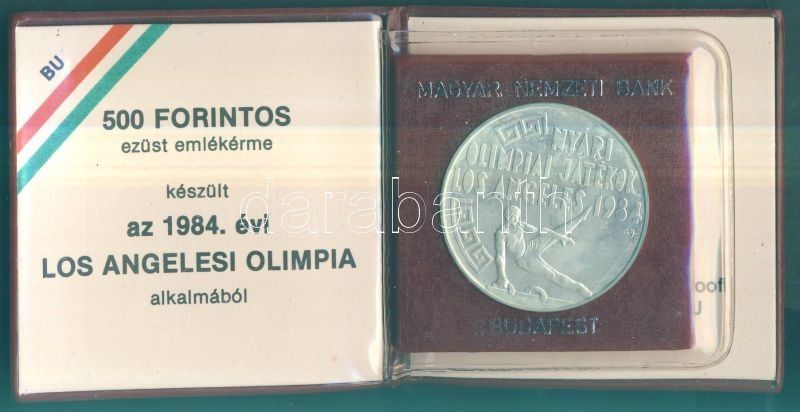 BU
500 FORINTOS
ezüst emlékérme
készült
az 1984. évi
LOS ANGELESI OLIMPIA
alkalmából
MAGYAR NEMZETI BANK
NYÁRI
OLIMPIAI JÁTÉKOK
LOS ANGELES 1984
BUDAPEST
darabanth